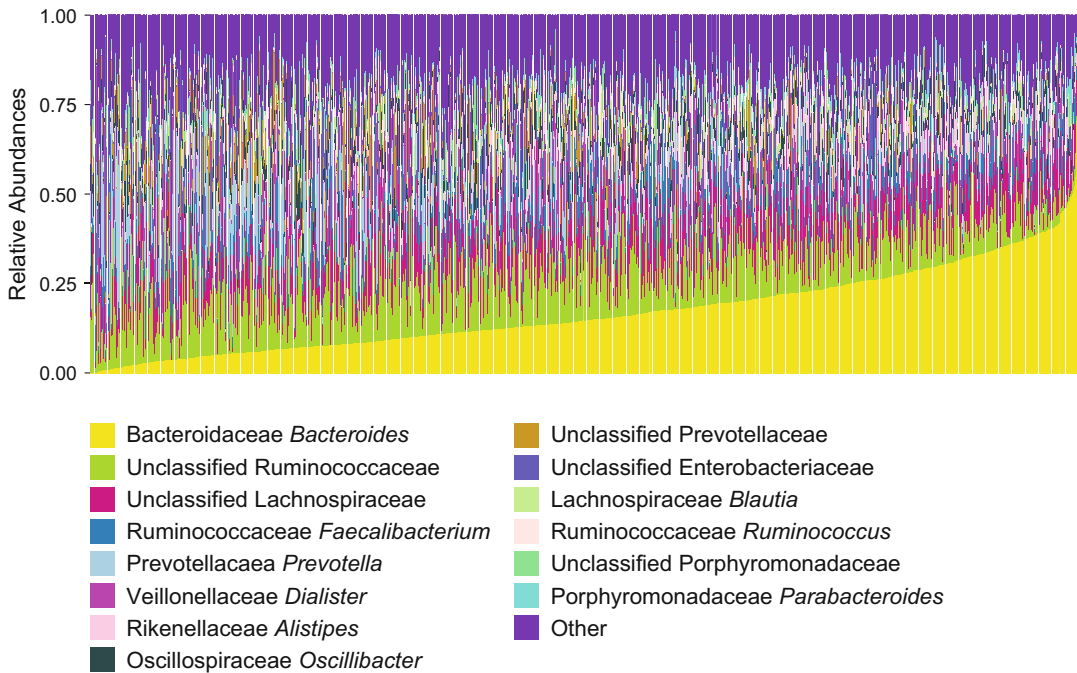 1.00
0.75
0.50
0.25
0.00
Relative Abundances
Bacteroidaceae Bacteroides
Unclassified Ruminococcaceae
Unclassified Lachnospiraceae
Ruminococcaceae Faecalibacterium
Prevotellacaea Prevotella
Veillonellaceae Dialister
Rikenellaceae Alistipes
Oscillospiraceae Oscillibacter
Unclassified Prevotellaceae
Unclassified Enterobacteriaceae
Lachnospiraceae Blautia
Ruminococcaceae Ruminococcus
Unclassified Porphyromonadaceae
Porphyromonadaceae Parabacteroides
Other